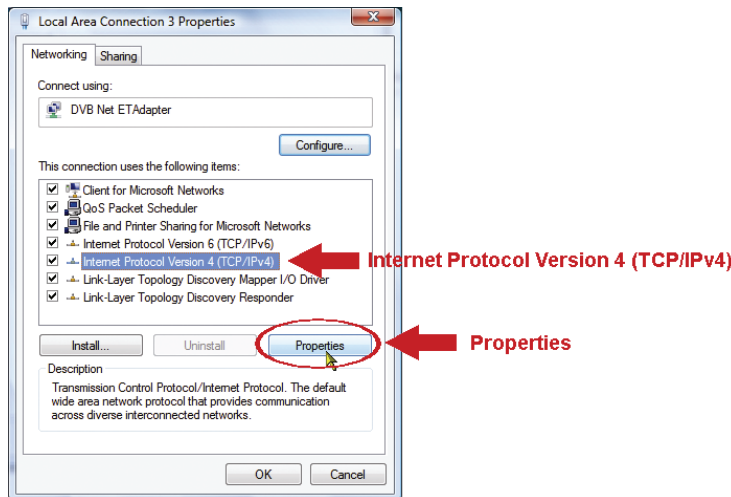 Local Area Connection 3 Properties
Networking
Sharing
Connect using:
DVB Net ETAdapter
Configure...
This connection uses the following items:
Client for Microsoft Networks
QoS Packet Scheduler
File and Printer Sharing for Microsoft Networks
Internet Protocol Version 6 (TCP/IPv6)
Internet Protocol Version 4 (TCP/IPv4)
Internet Protocol Version 4 (TCP/IPv4)
Link-Layer Topology Discovery Mapper I/O Driver
Link-Layer Topology Discovery Responder
Install...
Uninstall
Properties
Properties
Description
Transmission Control Protocol/Internet Protocol. The default
wide area network protocol that provides communication
across diverse interconnected networks.
OK
Cancel